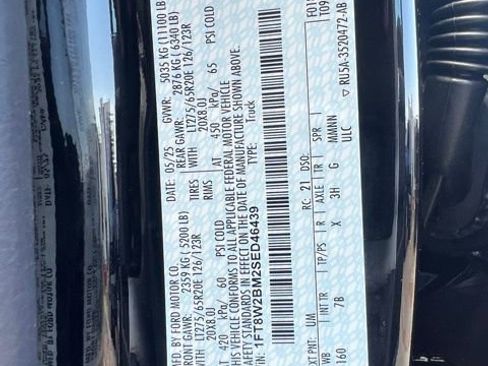 MFD. BY FORD MOTOR CO.
DATE: 05/25 GVWR: 5035 KG (11100 LB
FRONT GAWR: 2359 KG (5200 LB)
REAR GAWR: 2876 KG (6340 LB)
WITH LT275/65R20E 126/123R TIRES
WITH LT275/65R20E 126/123R
20X8.0J RIMS
20X8.0J
AT 420 kPa/ 60 PSI COLD
AT 450 kPa/ 65 PSI COLD
THIS VEHICLE CONFORMS TO ALL APPLICABLE FEDERAL MOTOR VEHICLE
SAFETY STANDARDS IN EFFECT ON THE DATE OF MANUFACTURE SHOWN ABOVE.
1FT8W2BM2SED46439
TYPE: Truck
EXT PNT: UM RC: 21 DSO:
WB INT TR TP/PS R AXLE TR SPR
160 7B X 3H G MMMNN
ULC
RU5A-3520472-AB